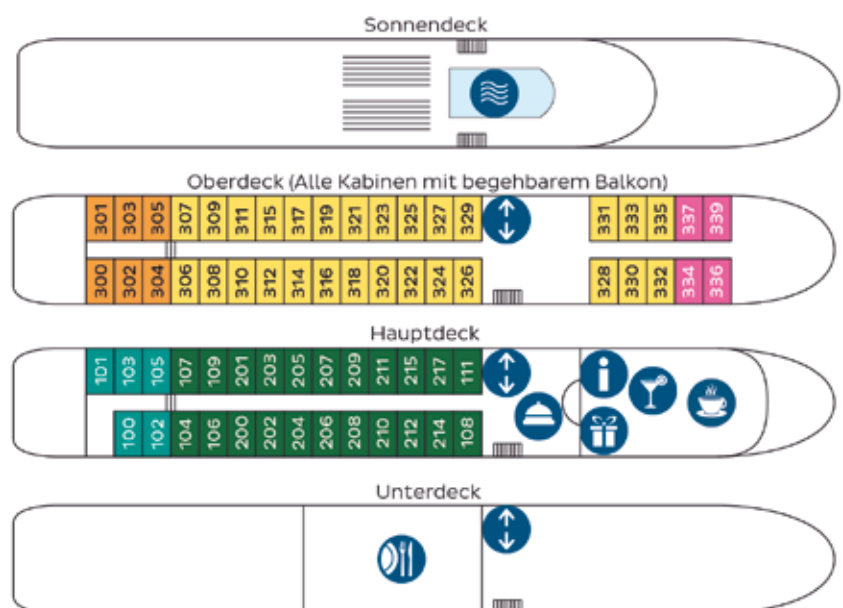 Sonnendeck
Oberdeck (Alle Kabinen mit begehbarem Balkon)
301 303 305 307 309 311 315 317 319 321 323 325 327 329 331 333 335 337 339
300 302 304 306 308 310 312 314 316 318 320 322 324 326 328 330 332 334 336
Hauptdeck
101 103 105 107 109 201 203 205 207 209 211 215 217 111
100 102 104 106 200 202 204 206 208 210 212 214 108
Unterdeck